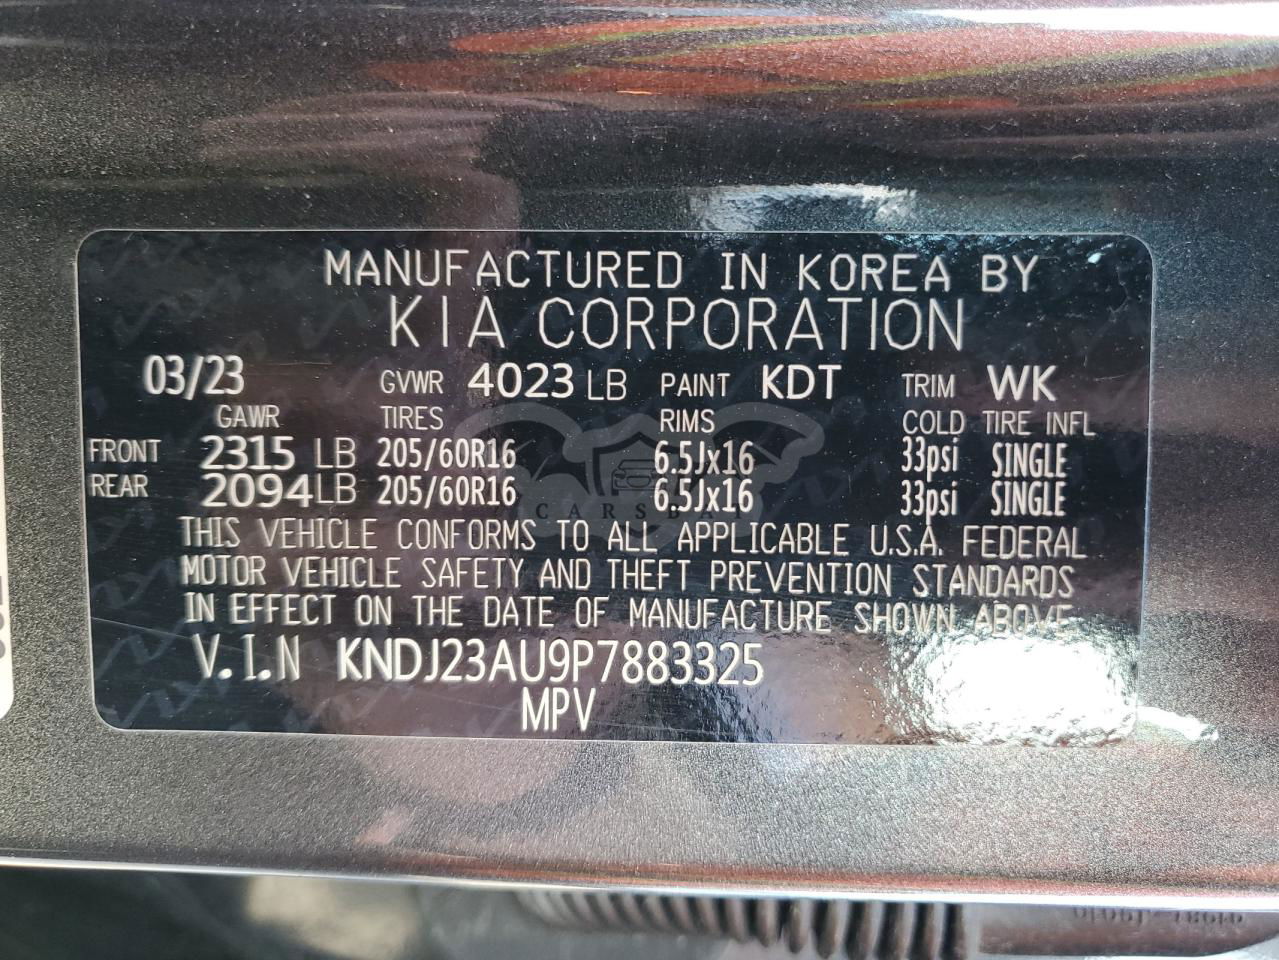 MANUFACTURED IN KOREA BY
KIA CORPORATION
03/23 GVWR 4023 LB PAINT KDT TRIM WK
GAWR TIRES RIMS COLD TIRE INFL
FRONT 2315 LB 205/60R16 6.5Jx16 33psi SINGLE
REAR 2094 LB 205/60R16 6.5Jx16 33psi SINGLE
CARSBAT
THIS VEHICLE CONFORMS TO ALL APPLICABLE U.S.A. FEDERAL
MOTOR VEHICLE SAFETY AND THEFT PREVENTION STANDARDS
IN EFFECT ON THE DATE OF MANUFACTURE SHOWN ABOVE.
V.I.N KNDJ23AU9P7883325
MPV